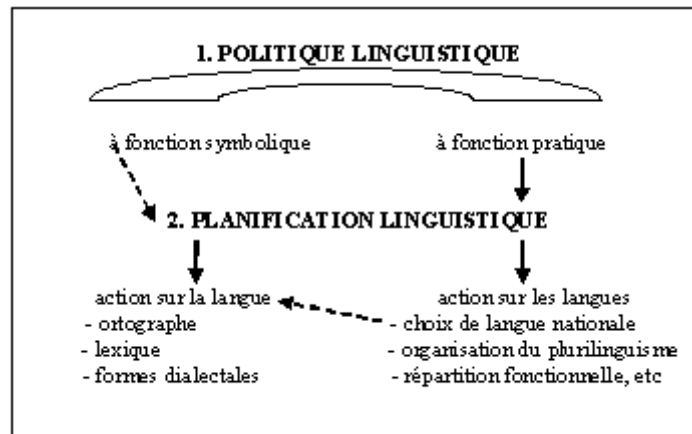 1. POLITIQUE LINGUISTIQUE
à fonction symbolique
à fonction pratique
2. PLANIFICATION LINGUISTIQUE
action sur la langue
- ortographe
- lexique
- formes dialectales
action sur les langues
- choix de langue nationale
- organisation du plurilinguisme
- répartition fonctionnelle, etc